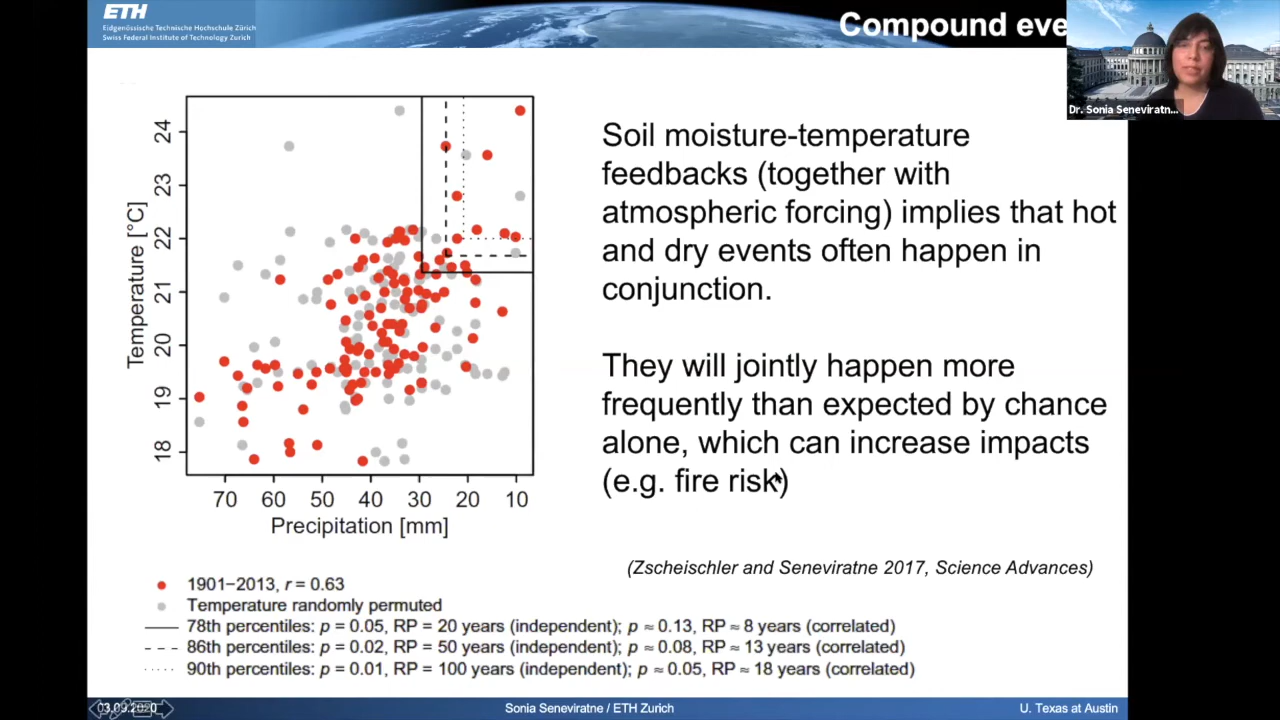 ETH
Eidgenössische Technische Hochschule Zürich
Swiss Federal Institute of Technology Zurich
Compound eve
Dr. Sonia Seneviratn...
Soil moisture-temperature
feedbacks (together with
atmospheric forcing) implies that hot
and dry events often happen in
conjunction.
They will jointly happen more
frequently than expected by chance
alone, which can increase impacts
(e.g. fire risk)
(Zscheischler and Seneviratne 2017, Science Advances)
Temperature [°C]
24
23
22
21
20
19
18
70 60 50 40 30 20 10
Precipitation [mm]
1901–2013, r = 0.63
Temperature randomly permuted
78th percentiles: p = 0.05, RP = 20 years (independent); p ≈ 0.13, RP ≈ 8 years (correlated)
86th percentiles: p = 0.02, RP = 50 years (independent); p ≈ 0.08, RP ≈ 13 years (correlated)
90th percentiles: p = 0.01, RP = 100 years (independent); p ≈ 0.05, RP ≈ 18 years (correlated)
03.09.2020
Sonia Seneviratne / ETH Zurich
U. Texas at Austin